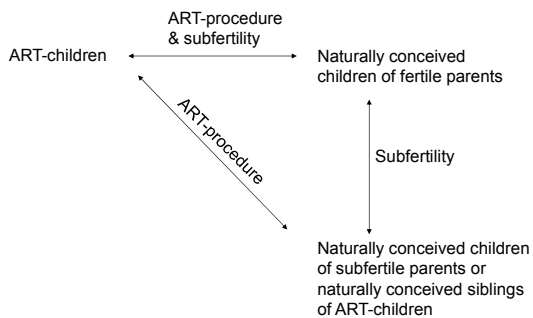 ART-procedure
& subfertility
ART-children
Naturally conceived
children of fertile parents
ART-procedure
Subfertility
Naturally conceived children
of subfertile parents or
naturally conceived siblings
of ART-children